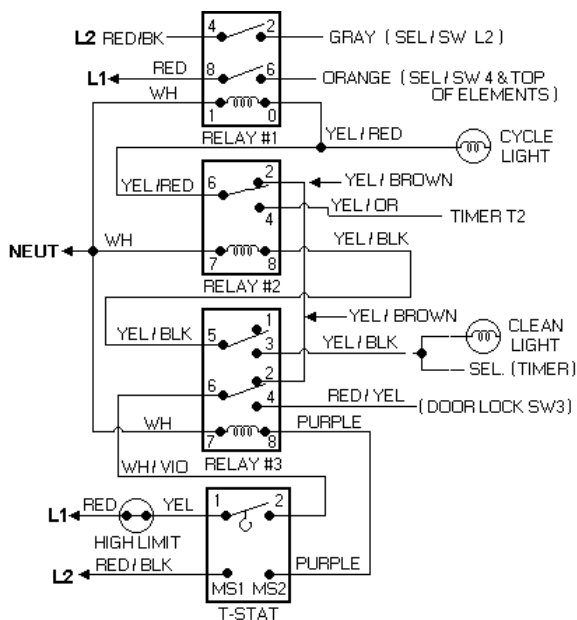 L2 RED/BK 4 2 GRAY (SEL/SW L2)
L1 RED 8 6 ORANGE (SEL/SW 4 & TOP
OF ELEMENTS)
WH 1 0
RELAY #1
YEL/RED
CYCLE
LIGHT
YEL/RED 6 2 YEL/BROWN
4 YEL/OR TIMER T2
NEUT WH 7 8 YEL/BLK
RELAY #2
YEL/BROWN
YEL/BLK 5 1
3 YEL/BLK
CLEAN
LIGHT
SEL. (TIMER)
6 2
4 RED/YEL (DOOR LOCK SW3)
WH 7 8 PURPLE
RELAY #3
WH/VIO
L1 RED YEL 1 2
HIGH LIMIT
L2 RED/BLK MS1 MS2 PURPLE
T-STAT